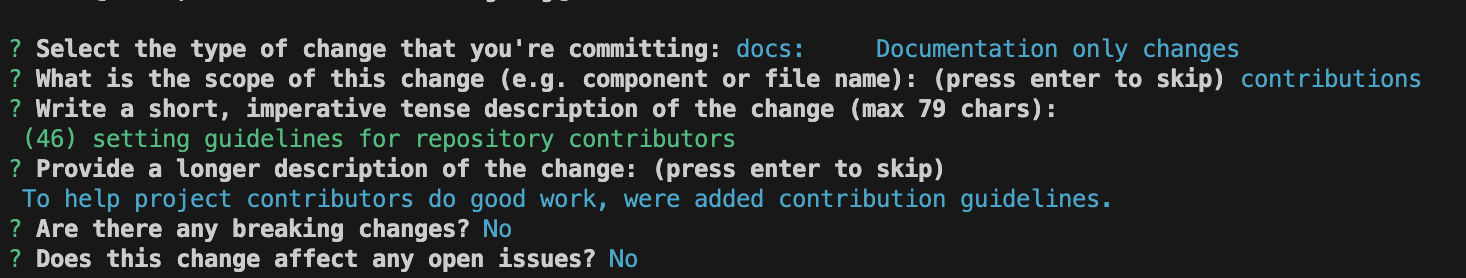 ? Select the type of change that you're committing: docs:     Documentation only changes
? What is the scope of this change (e.g. component or file name): (press enter to skip) contributions
? Write a short, imperative tense description of the change (max 79 chars):
(46) setting guidelines for repository contributors
? Provide a longer description of the change: (press enter to skip)
To help project contributors do good work, were added contribution guidelines.
? Are there any breaking changes? No
? Does this change affect any open issues? No